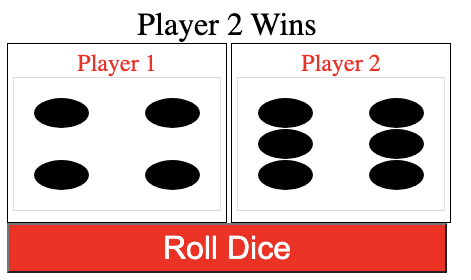 Player 2 Wins
Player 1
Player 2
Roll Dice